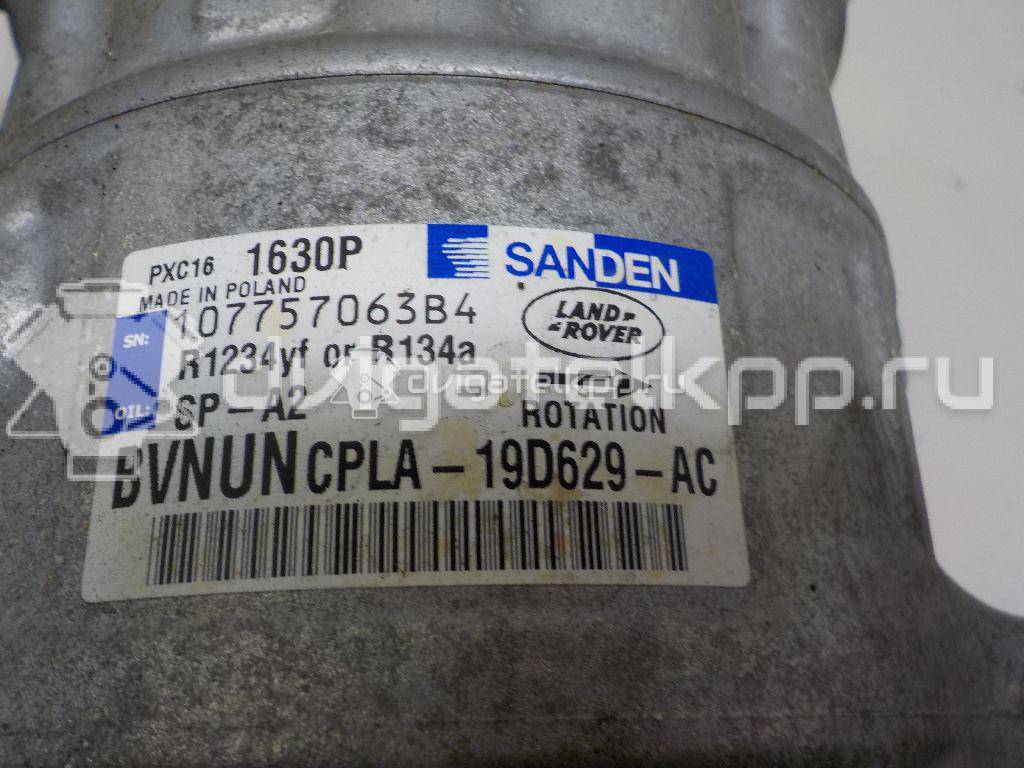 PXC16 1630P SANDEN
MADE IN POLAND
SN: 107757063B4 LAND ROVER
R1234yf or R134a
OIL: SP-A2 ROTATION
BVNUN CPLA-19D629-AC
avigatelkpp.ru